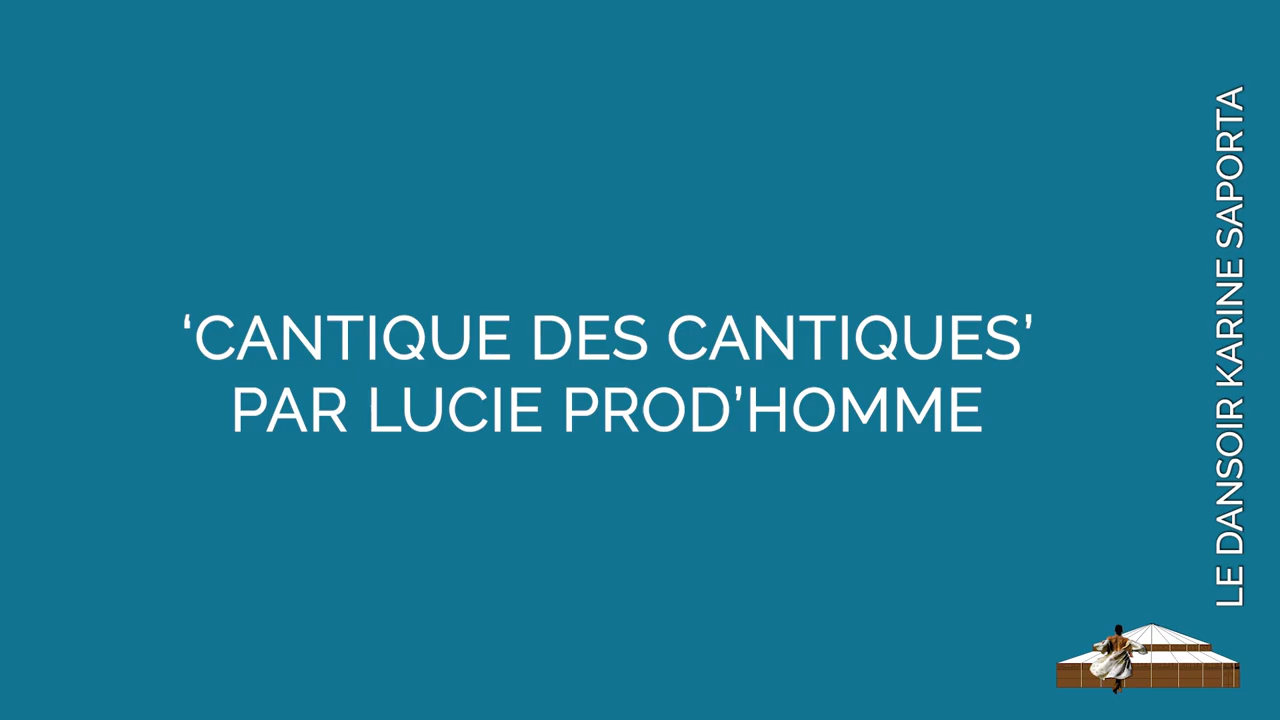 ‘CANTIQUE DES CANTIQUES’
PAR LUCIE PROD’HOMME
LE DANSOIR KARINE SAPORTA